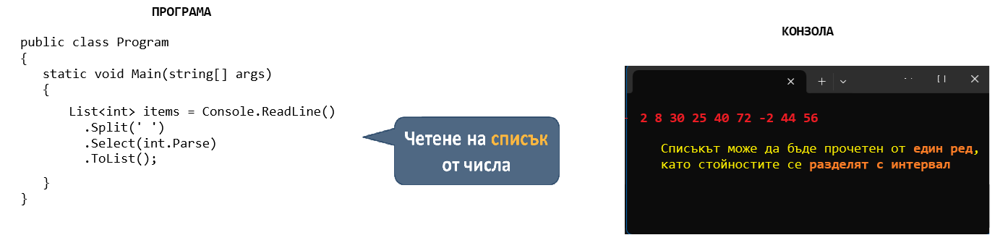 ПРОГРАМА
public class Program
{
static void Main(string[] args)
{
List<int> items = Console.ReadLine()
.Split(' ')
.Select(int.Parse)
.ToList();
}
}
Четене на списък
от числа
КОНЗОЛА
2 8 30 25 40 72 -2 44 56
Списъкът може да бъде прочетен от един ред,
като стойностите се разделят с интервал